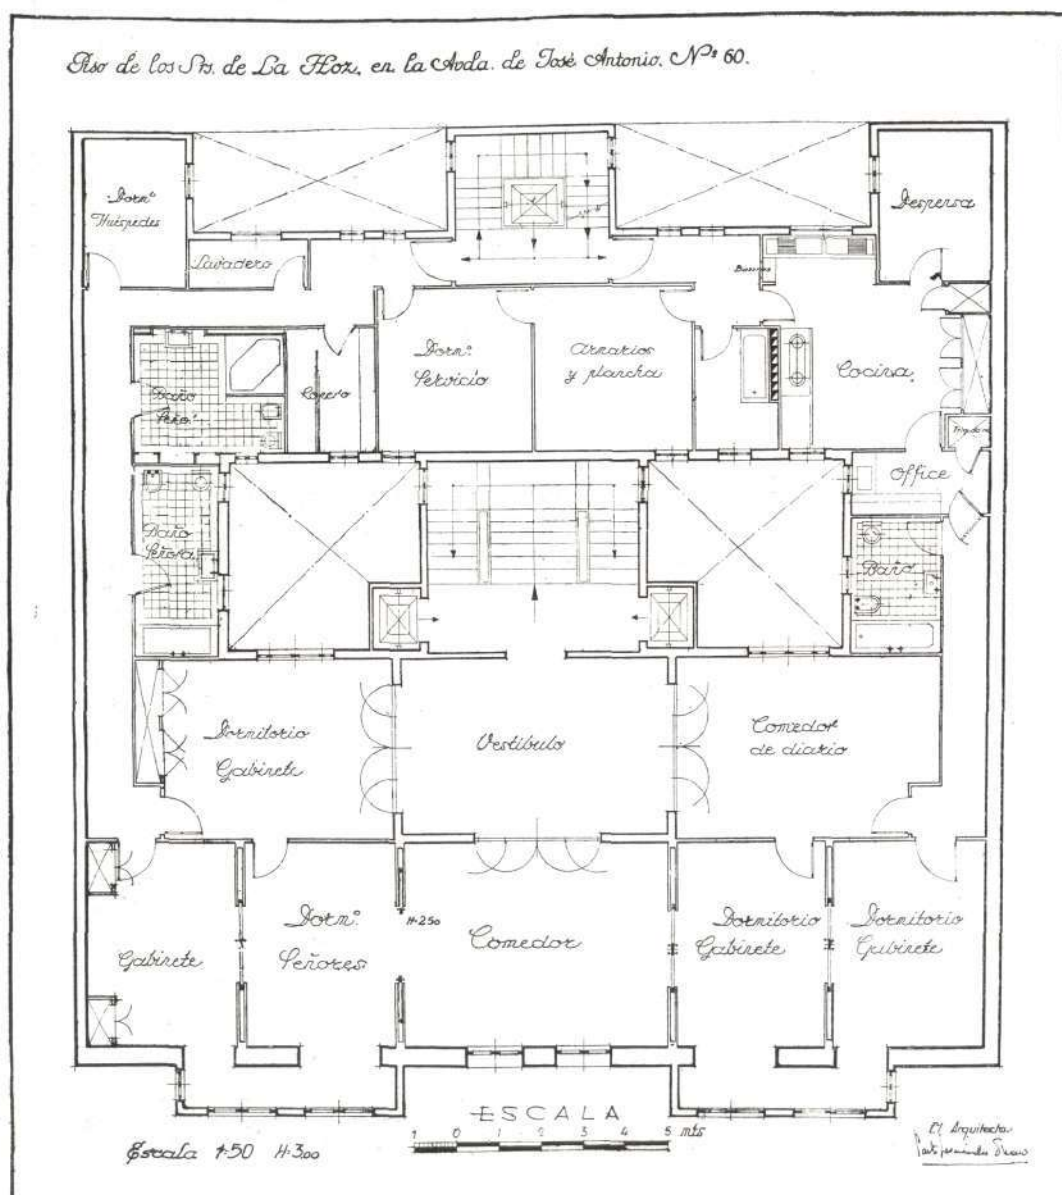 Piso de los Srs. de La Hoz, en la Avda. de José Antonio. Nº 60.
Dormº
Huéspedes
Despensa
Lavadero
Basuras
Dormº
Servicio
Armarios
y plancha
Cocina
Baño
Señor
Ropero
Office
Baño
Señora
Baño
Dormitorio
Gabinete
Vestíbulo
Comedor
de diario
Gabinete
Dormº
Señores
H=2.50
Comedor
Dormitorio
Gabinete
Dormitorio
Gabinete
ESCALA
1 0 1 2 3 4 5 mts
Escala 1:50 H=3,00
El Arquitecto